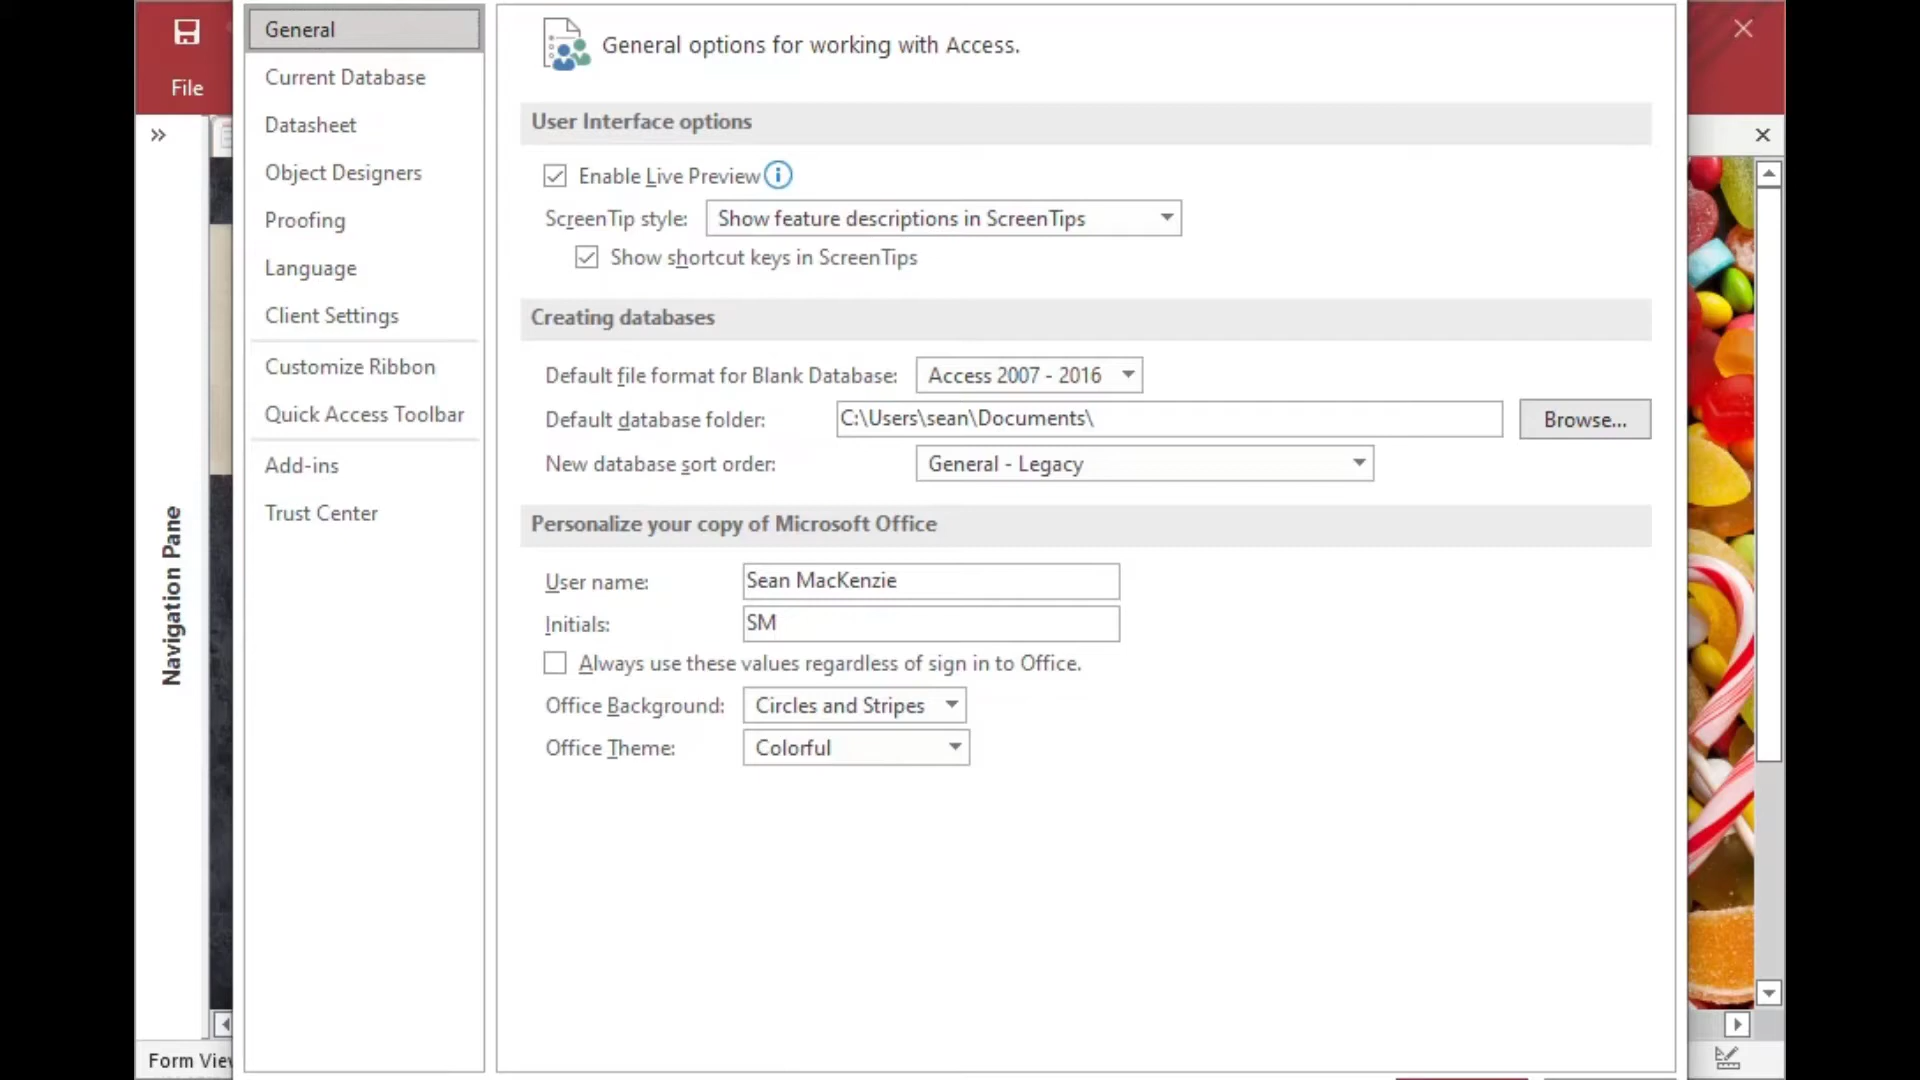 File
»
Navigation Pane
Form View
General
Current Database
Datasheet
Object Designers
Proofing
Language
Client Settings
Customize Ribbon
Quick Access Toolbar
Add-ins
Trust Center
General options for working with Access.
User Interface options
Enable Live Preview
ScreenTip style: Show feature descriptions in ScreenTips
Show shortcut keys in ScreenTips
Creating databases
Default file format for Blank Database: Access 2007 - 2016
Default database folder: C:\Users\sean\Documents\ Browse...
New database sort order: General - Legacy
Personalize your copy of Microsoft Office
User name: Sean MacKenzie
Initials: SM
Always use these values regardless of sign in to Office.
Office Background: Circles and Stripes
Office Theme: Colorful